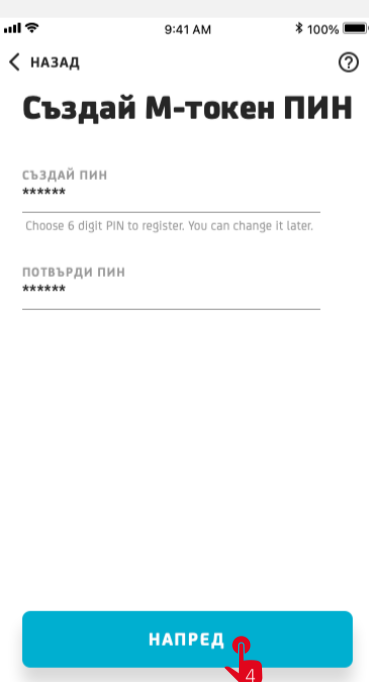 9:41 AM
100%
НАЗАД
?
Създай М-токен ПИН
СЪЗДАЙ ПИН
******
Choose 6 digit PIN to register. You can change it later.
ПОТВЪРДИ ПИН
******
НАПРЕД
4